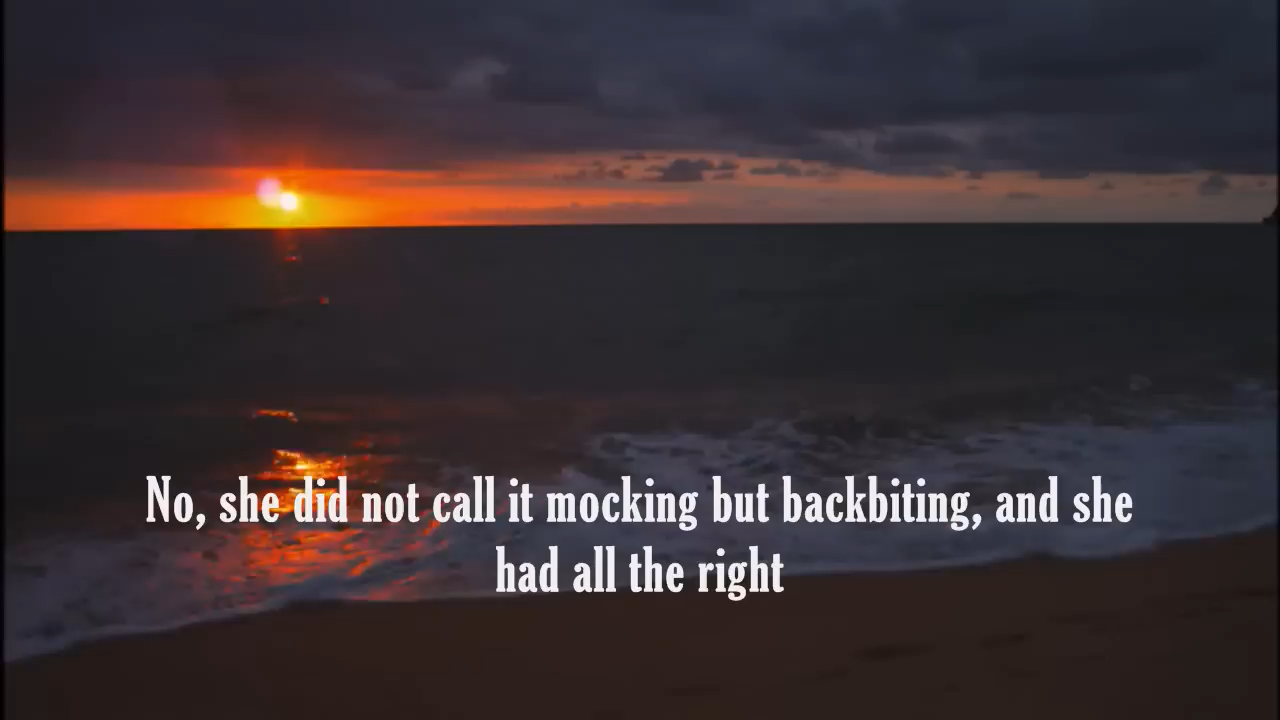 No, she did not call it mocking but backbiting, and she
had all the right